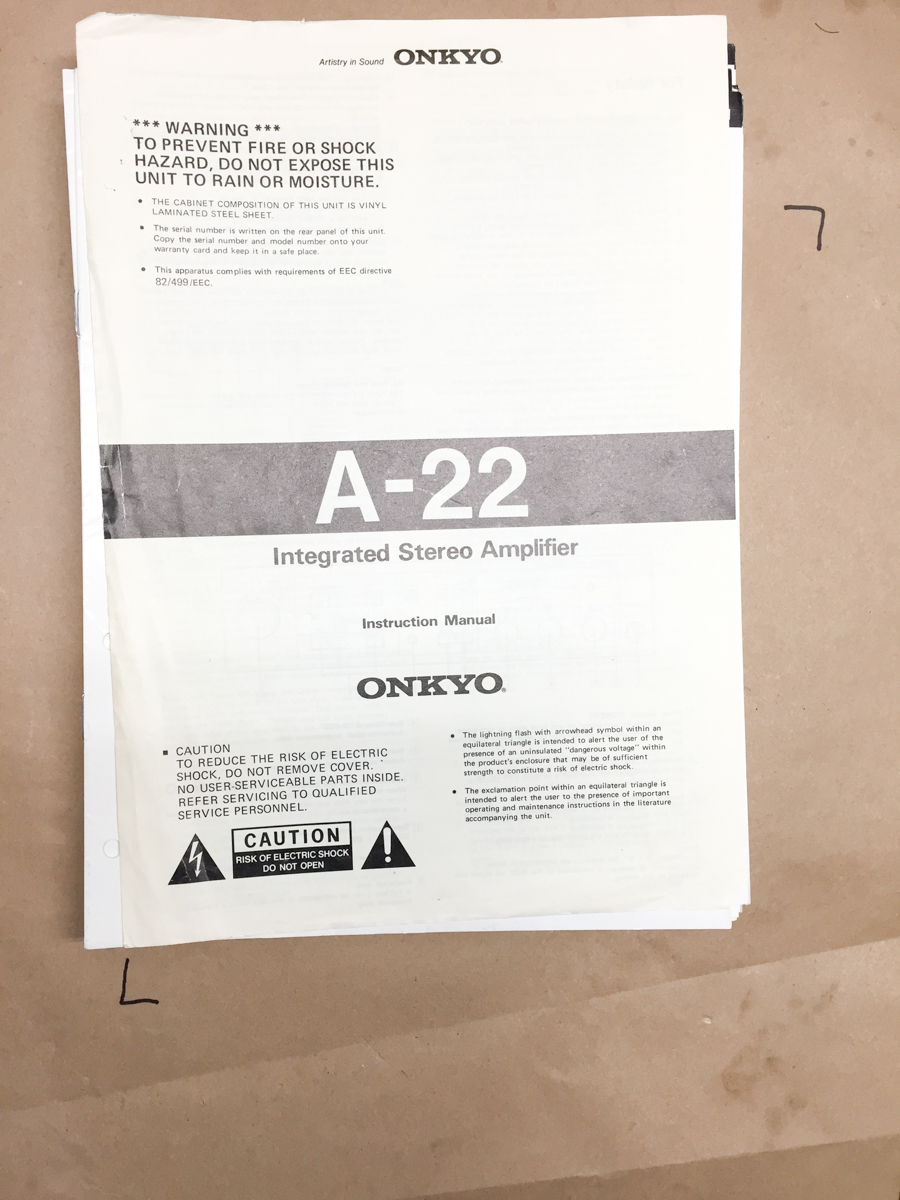 Artistry in Sound ONKYO®
*** WARNING ***
TO PREVENT FIRE OR SHOCK
HAZARD, DO NOT EXPOSE THIS
UNIT TO RAIN OR MOISTURE.
• THE CABINET COMPOSITION OF THIS UNIT IS VINYL
LAMINATED STEEL SHEET.
• The serial number is written on the rear panel of this unit.
Copy the serial number and model number onto your
warranty card and keep it in a safe place.
• This apparatus complies with requirements of EEC directive
82/499/EEC.
A-22
Integrated Stereo Amplifier
Instruction Manual
ONKYO®
■ CAUTION
TO REDUCE THE RISK OF ELECTRIC
SHOCK, DO NOT REMOVE COVER.
NO USER-SERVICEABLE PARTS INSIDE.
REFER SERVICING TO QUALIFIED
SERVICE PERSONNEL.
CAUTION
RISK OF ELECTRIC SHOCK
DO NOT OPEN
• The lightning flash with arrowhead symbol within an
equilateral triangle is intended to alert the user of the
presence of an uninsulated "dangerous voltage" within
the product's enclosure that may be of sufficient
strength to constitute a risk of electric shock.
• The exclamation point within an equilateral triangle is
intended to alert the user to the presence of important
operating and maintenance instructions in the literature
accompanying the unit.